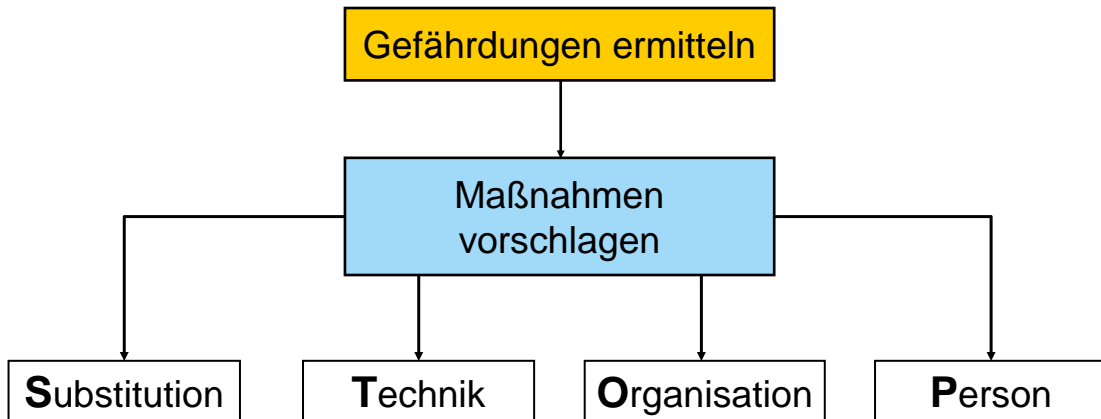 Gefährdungen ermitteln
Maßnahmen
vorschlagen
Substitution
Technik
Organisation
Person